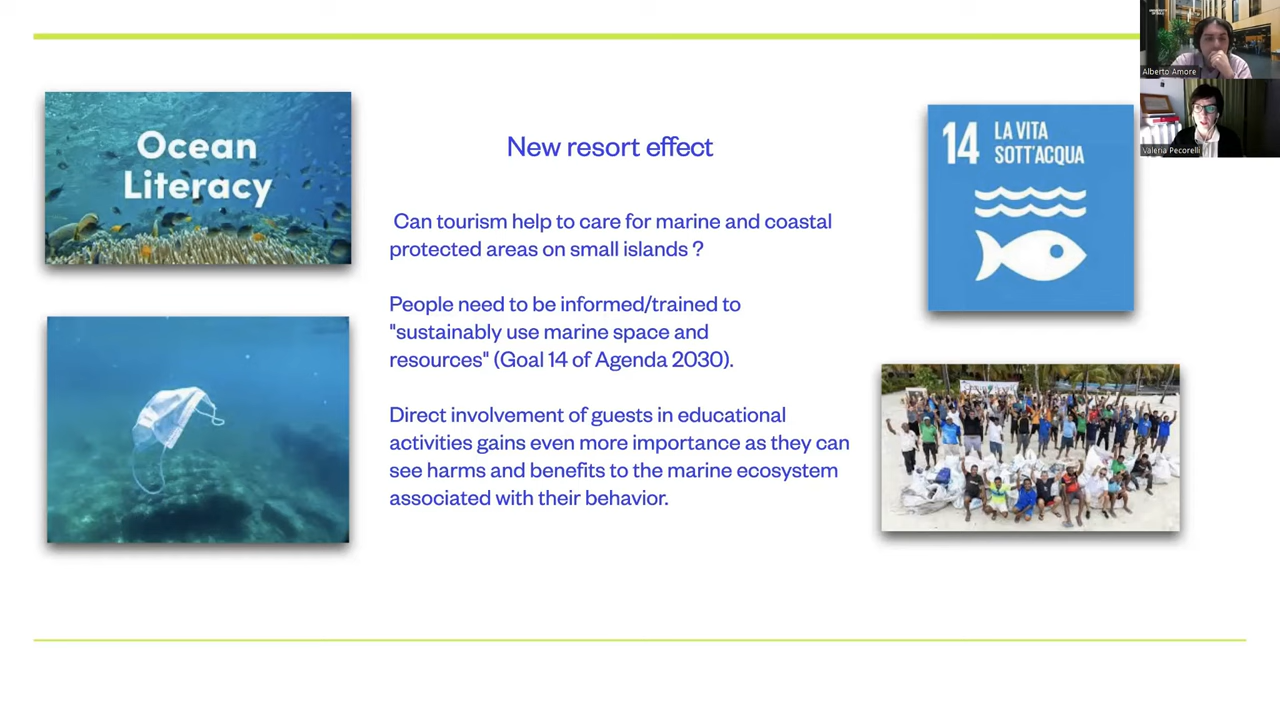 Ocean
Literacy
New resort effect
Can tourism help to care for marine and coastal
protected areas on small islands ?
People need to be informed/trained to
"sustainably use marine space and
resources" (Goal 14 of Agenda 2030).
Direct involvement of guests in educational
activities gains even more importance as they can
see harms and benefits to the marine ecosystem
associated with their behavior.
14 LA VITA
SOTT'ACQUA
Alberto Amore
Valeria Pecorelli